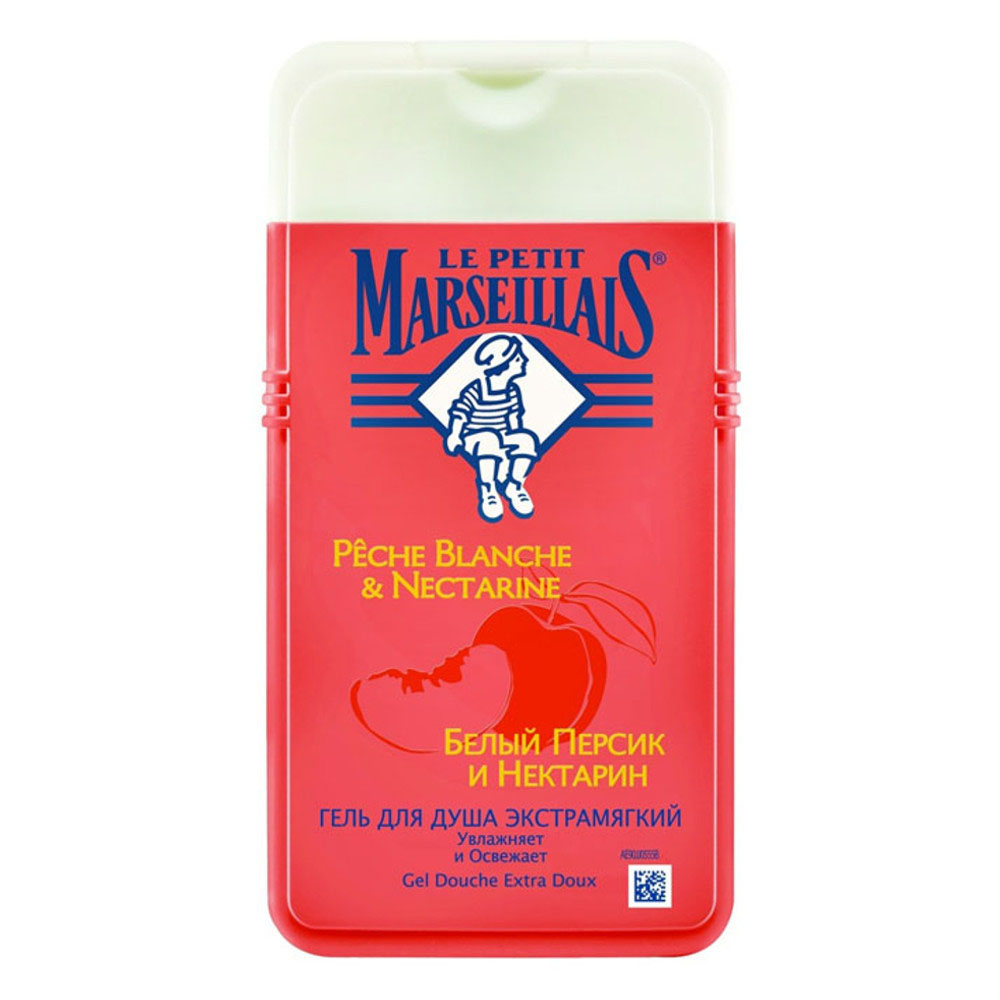 LE PETIT
MARSEILLAIS®
PÊCHE BLANCHE
& NECTARINE
БЕЛЫЙ ПЕРСИК
И НЕКТАРИН
ГЕЛЬ ДЛЯ ДУША ЭКСТРАМЯГКИЙ
Увлажняет
и Освежает
Gel Douche Extra Doux